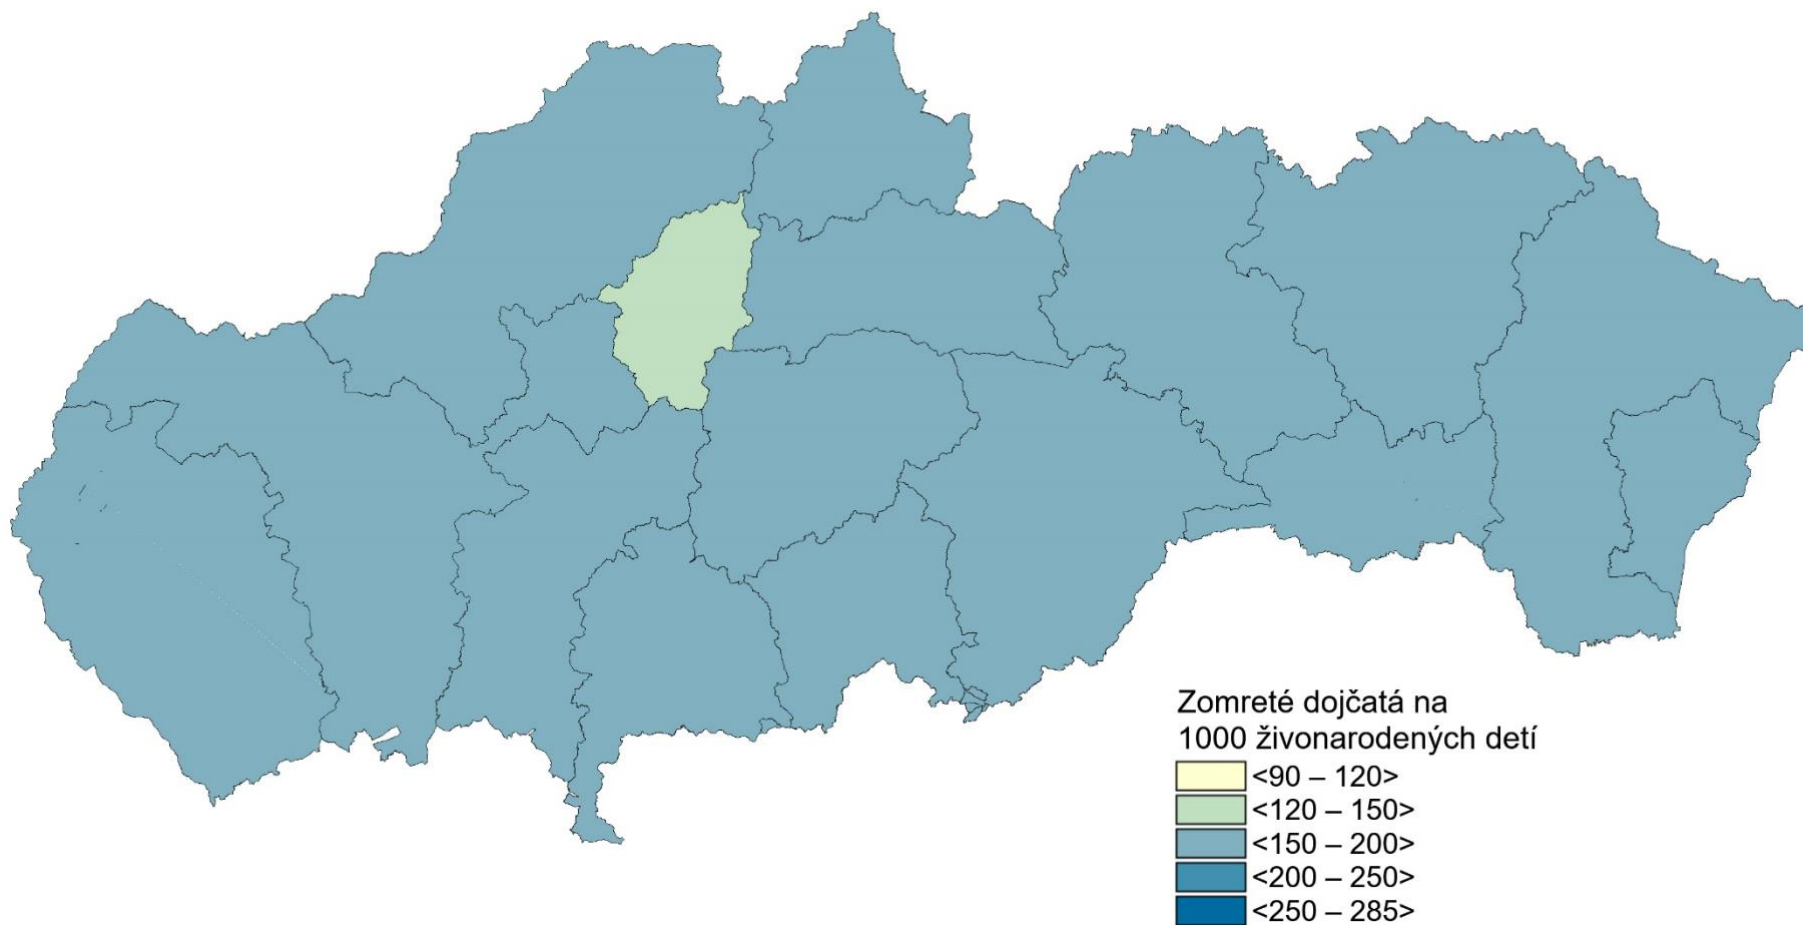 Zomreté dojčatá na
1000 živonarodených detí
<90 – 120>
<120 – 150>
<150 – 200>
<200 – 250>
<250 – 285>